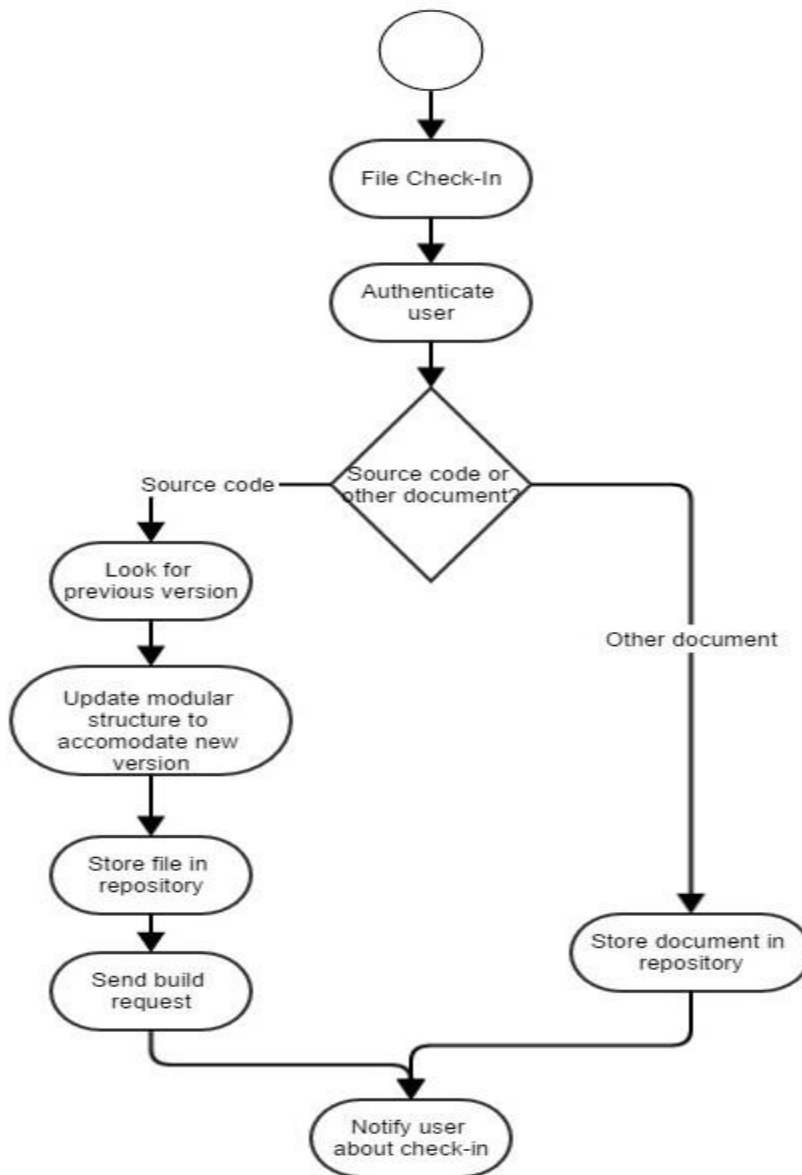 File Check-In
Authenticate
user
Source code or
other document?
Source code
Look for
previous version
Other document
Update modular
structure to
accomodate new
version
Store file in
repository
Store document in
repository
Send build
request
Notify user
about check-in